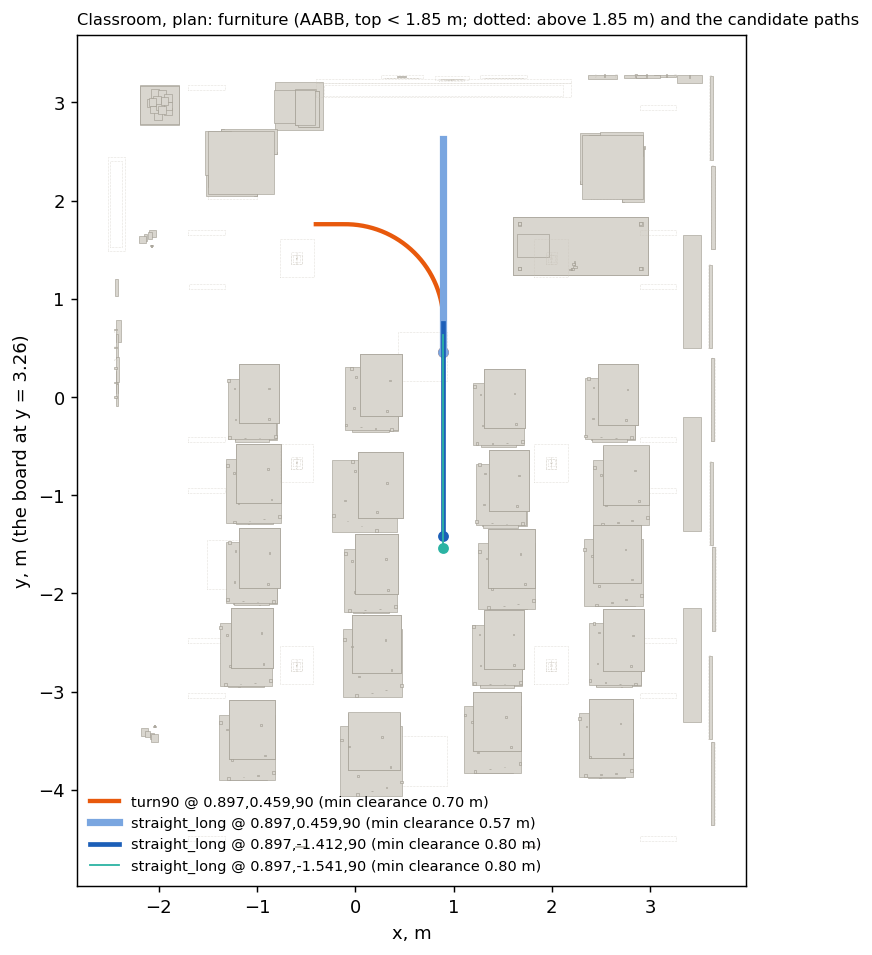 Classroom, plan: furniture (AABB, top < 1.85 m; dotted: above 1.85 m) and the candidate paths
y, m (the board at y = 3.26)
3
2
1
0
−1
−2
−3
−4
turn90 @ 0.897,0.459,90 (min clearance 0.70 m)
straight_long @ 0.897,0.459,90 (min clearance 0.57 m)
straight_long @ 0.897,-1.412,90 (min clearance 0.80 m)
straight_long @ 0.897,-1.541,90 (min clearance 0.80 m)
−2 −1 0 1 2 3
x, m